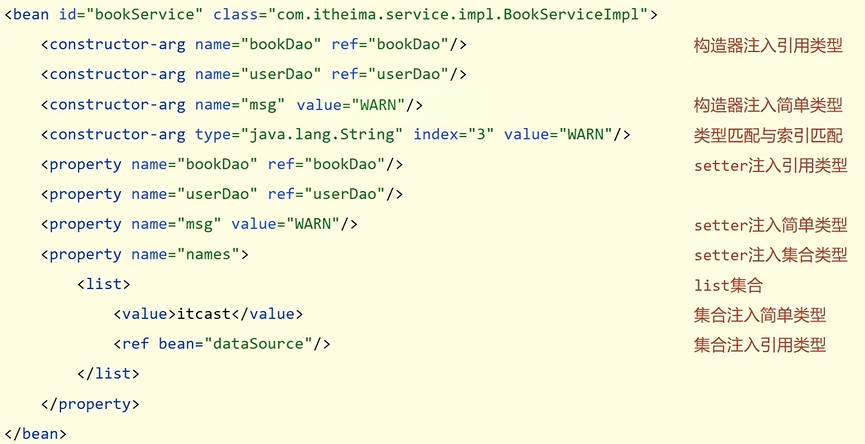 <bean id="bookService" class="com.itheima.service.impl.BookServiceImpl">
<constructor-arg name="bookDao" ref="bookDao"/> 构造器注入引用类型
<constructor-arg name="userDao" ref="userDao"/>
<constructor-arg name="msg" value="WARN"/> 构造器注入简单类型
<constructor-arg type="java.lang.String" index="3" value="WARN"/> 类型匹配与索引匹配
<property name="bookDao" ref="bookDao"/> setter注入引用类型
<property name="userDao" ref="userDao"/>
<property name="msg" value="WARN"/> setter注入简单类型
<property name="names"> setter注入集合类型
<list> list集合
<value>itcast</value> 集合注入简单类型
<ref bean="dataSource"/> 集合注入引用类型
</list>
</property>
</bean>